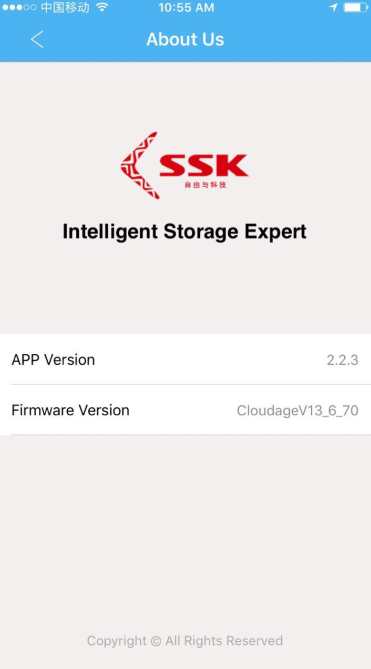 中国移动
10:55 AM
About Us
SSK
自由与科技
Intelligent Storage Expert
APP Version
2.2.3
Firmware Version
CloudageV13_6_70
Copyright © All Rights Reserved